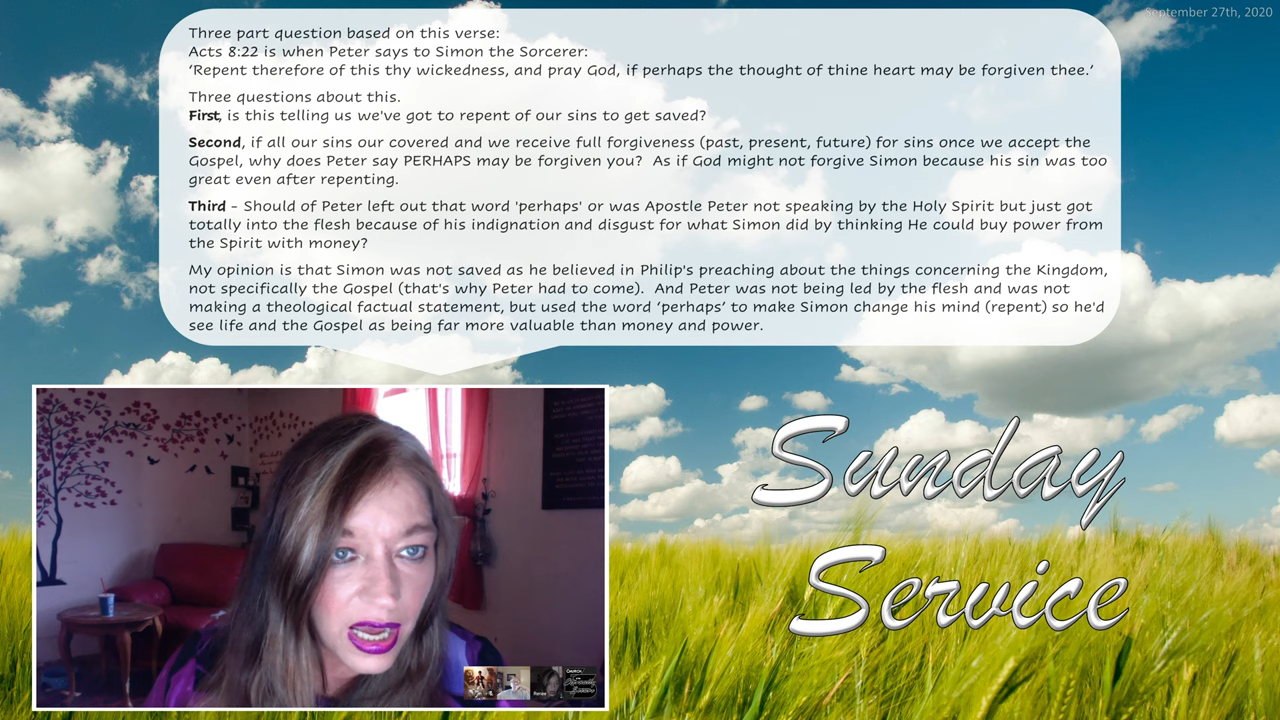 September 27th, 2020
Three part question based on this verse:
Acts 8:22 is when Peter says to Simon the Sorcerer:
‘Repent therefore of this thy wickedness, and pray God, if perhaps the thought of thine heart may be forgiven thee.’
Three questions about this.
First, is this telling us we've got to repent of our sins to get saved?
Second, if all our sins our covered and we receive full forgiveness (past, present, future) for sins once we accept the
Gospel, why does Peter say PERHAPS may be forgiven you? As if God might not forgive Simon because his sin was too
great even after repenting.
Third - Should of Peter left out that word 'perhaps' or was Apostle Peter not speaking by the Holy Spirit but just got
totally into the flesh because of his indignation and disgust for what Simon did by thinking He could buy power from
the Spirit with money?
My opinion is that Simon was not saved as he believed in Philip's preaching about the things concerning the Kingdom,
not specifically the Gospel (that's why Peter had to come). And Peter was not being led by the flesh and was not
making a theological factual statement, but used the word ‘perhaps’ to make Simon change his mind (repent) so he'd
see life and the Gospel as being far more valuable than money and power.
Sunday
Service
Renee